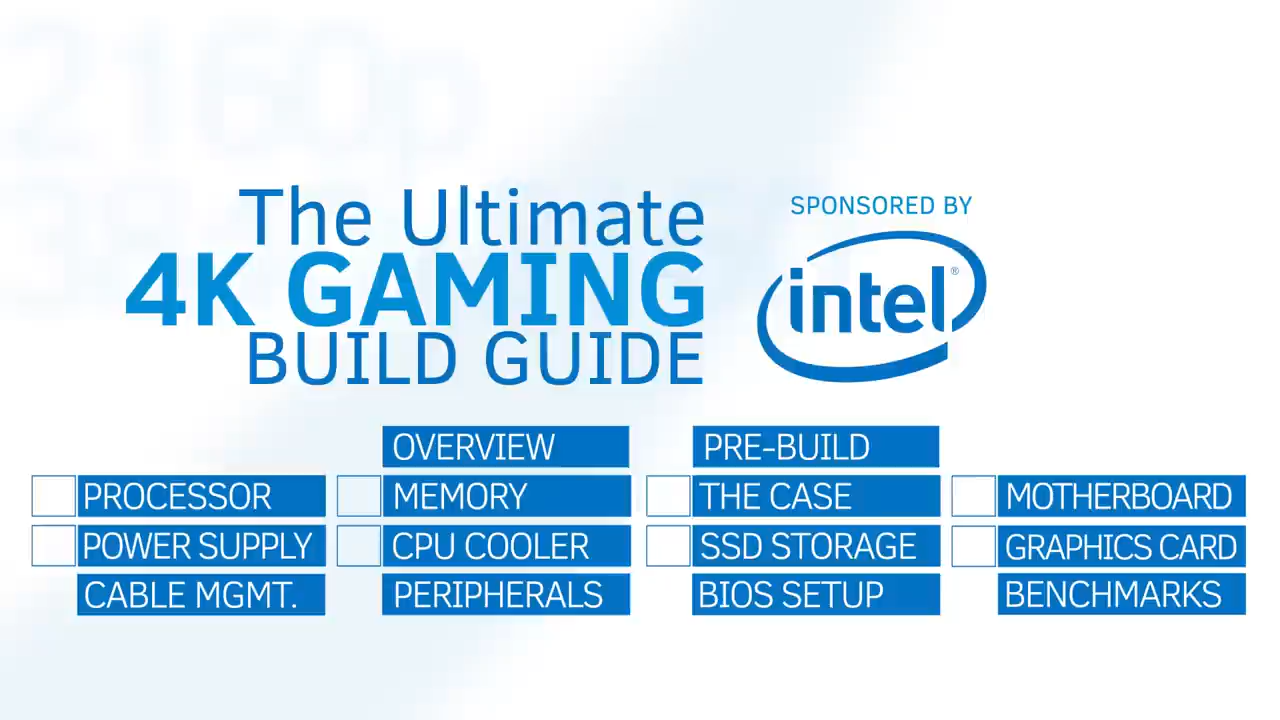 2160p
The Ultimate
4K GAMING
BUILD GUIDE
SPONSORED BY
intel®
OVERVIEW
PRE-BUILD
PROCESSOR
MEMORY
THE CASE
MOTHERBOARD
POWER SUPPLY
CPU COOLER
SSD STORAGE
GRAPHICS CARD
CABLE MGMT.
PERIPHERALS
BIOS SETUP
BENCHMARKS